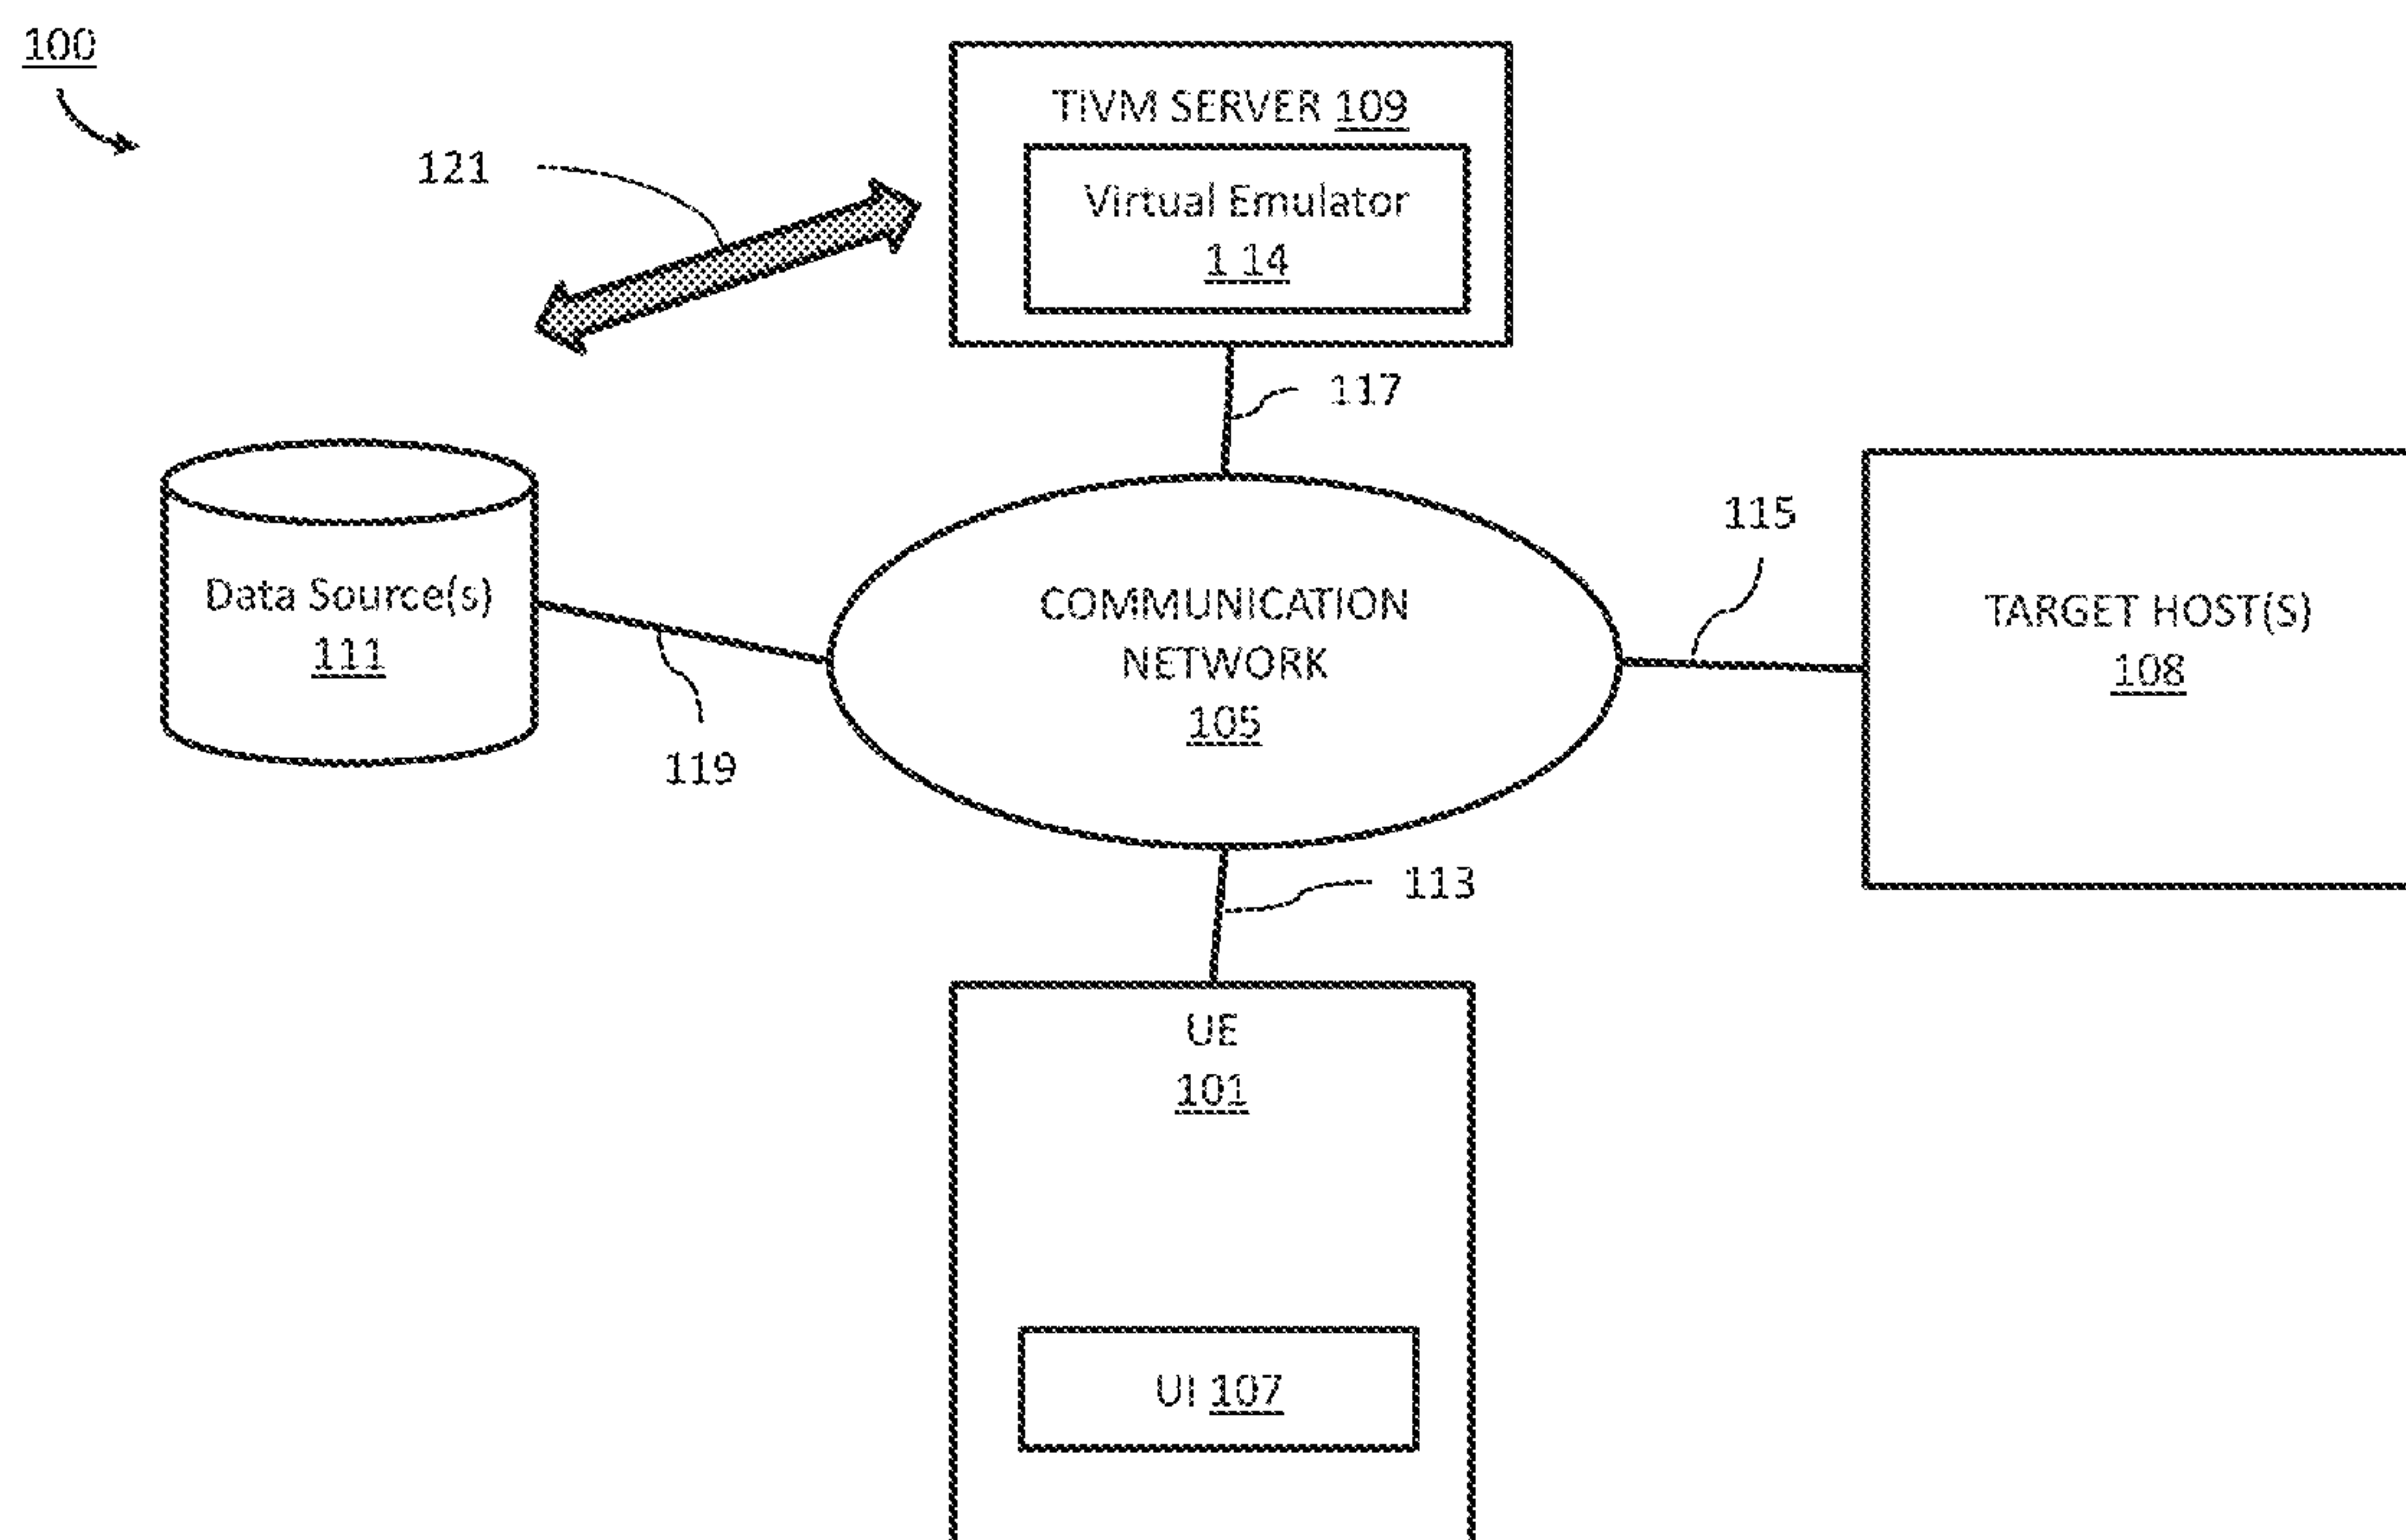 100
TIVM SERVER 109
121
Virtual Emulator
1 14
117
115
Data Source(s)
111
COMMUNICATION
NETWORK
105
TARGET HOST(S)
108
119
113
UE
101
UI 107